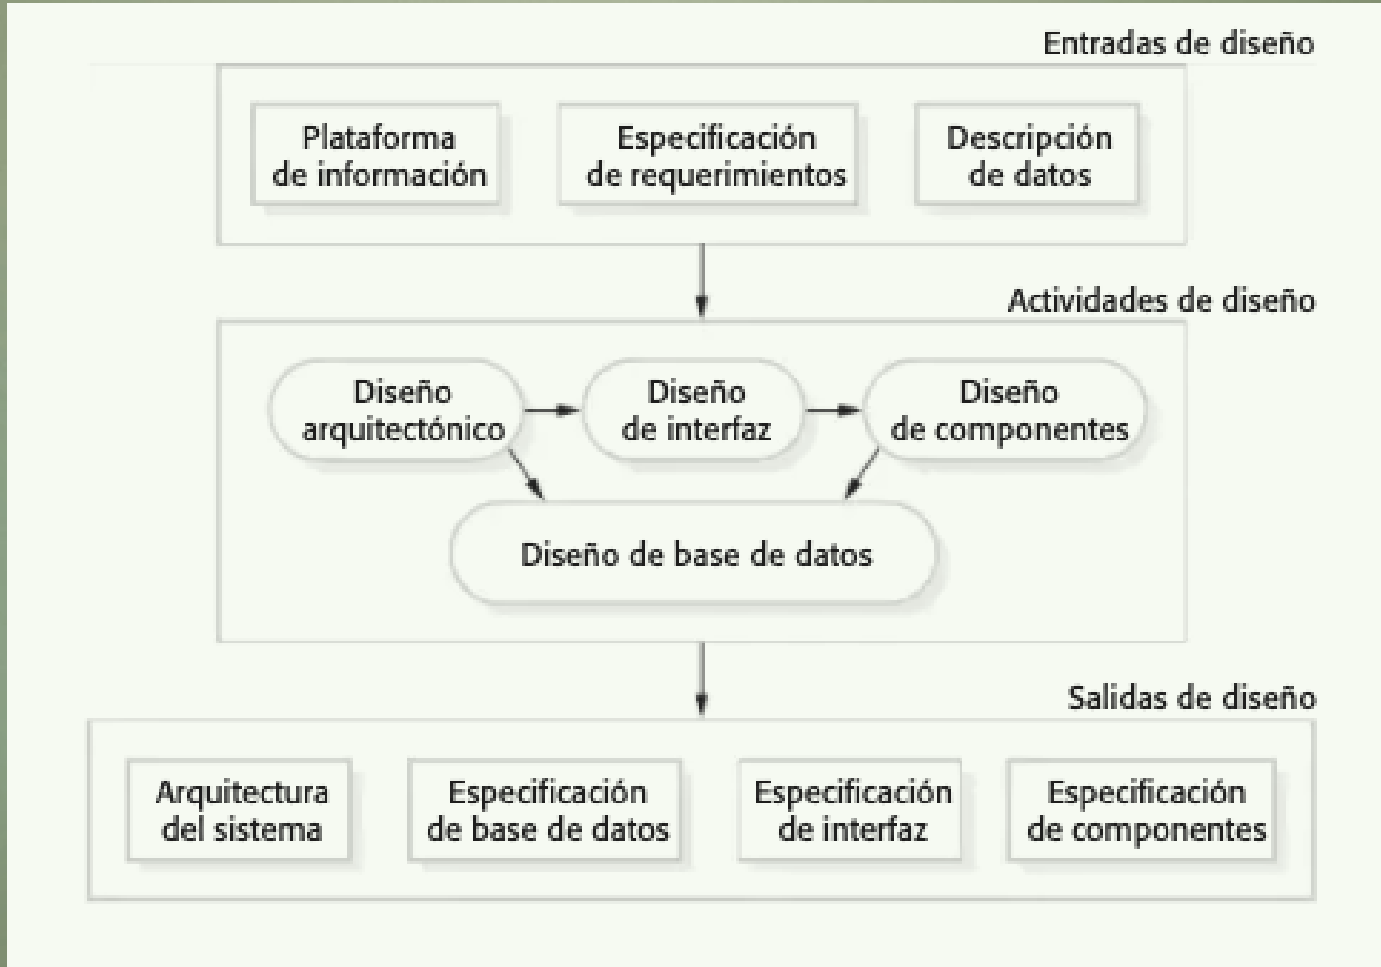 Entradas de diseño
Plataforma
de información
Especificación
de requerimientos
Descripción
de datos
Actividades de diseño
Diseño
arquitectónico
Diseño
de interfaz
Diseño
de componentes
Diseño de base de datos
Salidas de diseño
Arquitectura
del sistema
Especificación
de base de datos
Especificación
de interfaz
Especificación
de componentes